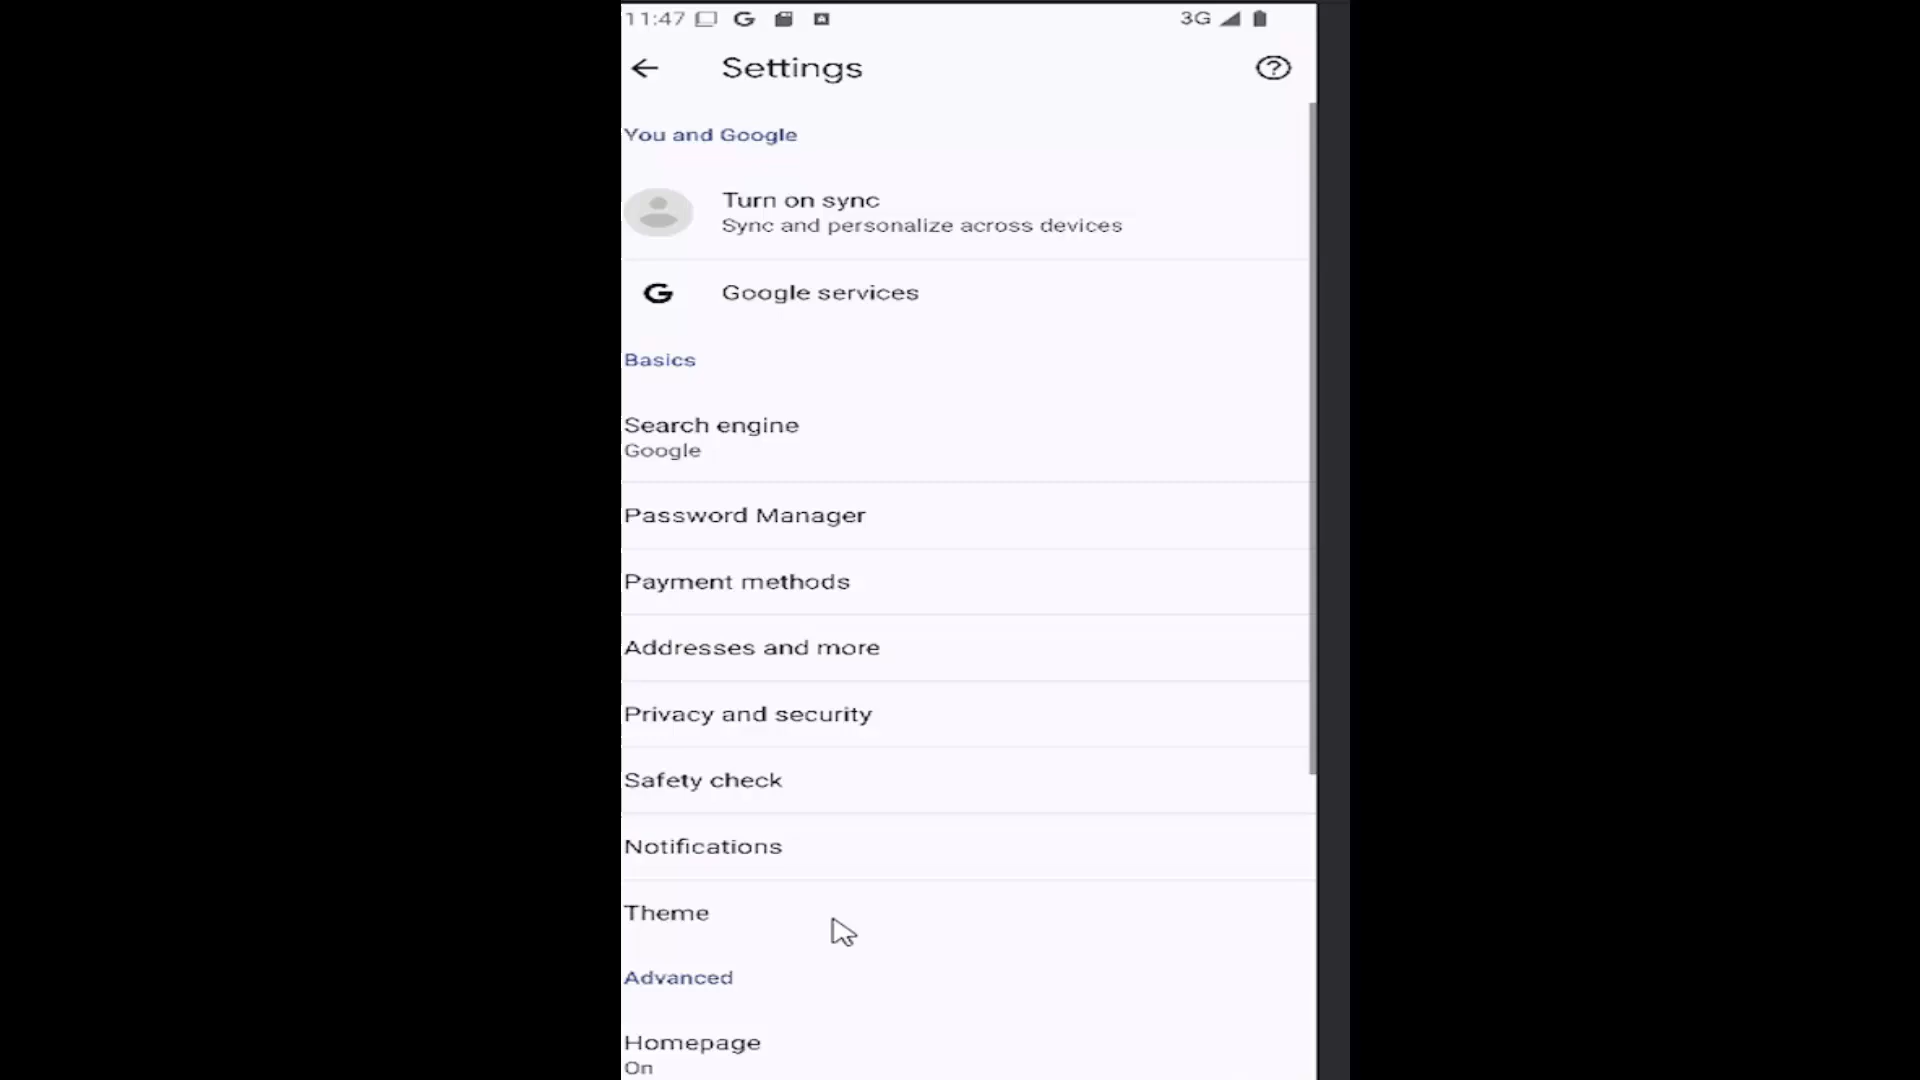 11:47
3G
Settings
You and Google
Turn on sync
Sync and personalize across devices
Google services
Basics
Search engine
Google
Password Manager
Payment methods
Addresses and more
Privacy and security
Safety check
Notifications
Theme
Advanced
Homepage
On